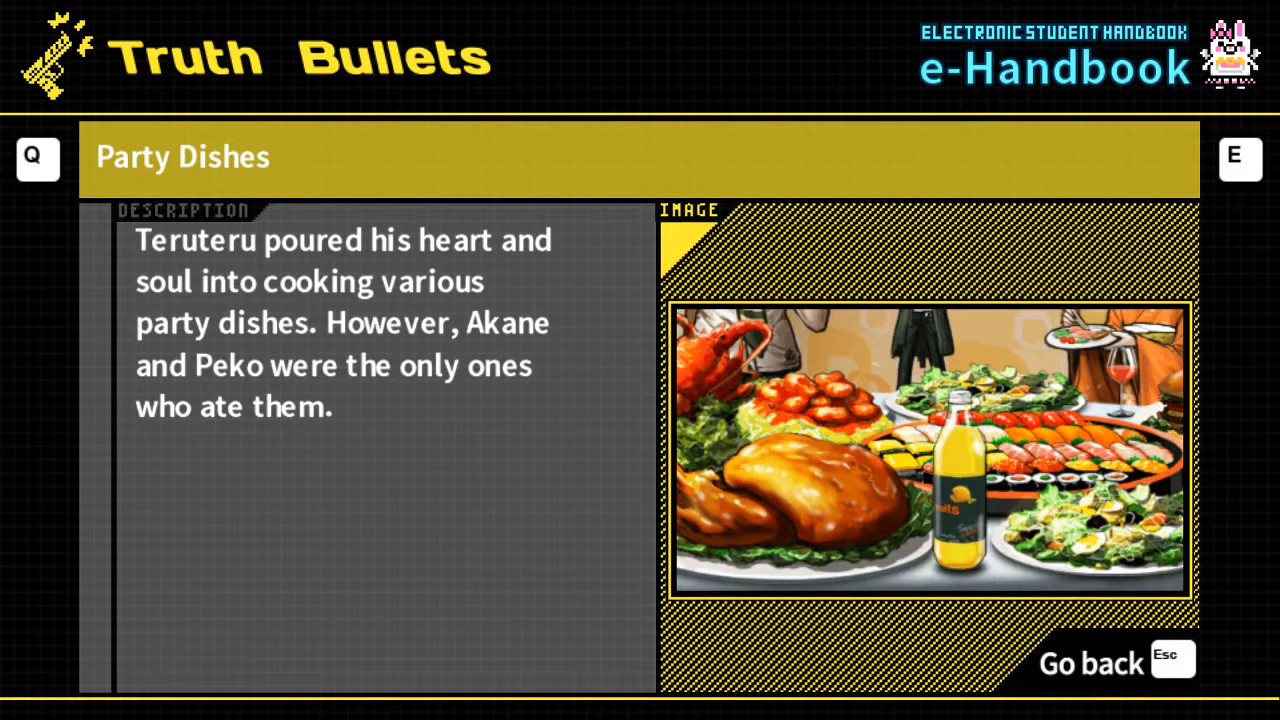 Truth Bullets
ELECTRONIC STUDENT HANDBOOK
e-Handbook
Q
E
Party Dishes
DESCRIPTION
IMAGE
Teruteru poured his heart and
soul into cooking various
party dishes. However, Akane
and Peko were the only ones
who ate them.
Go back
Esc